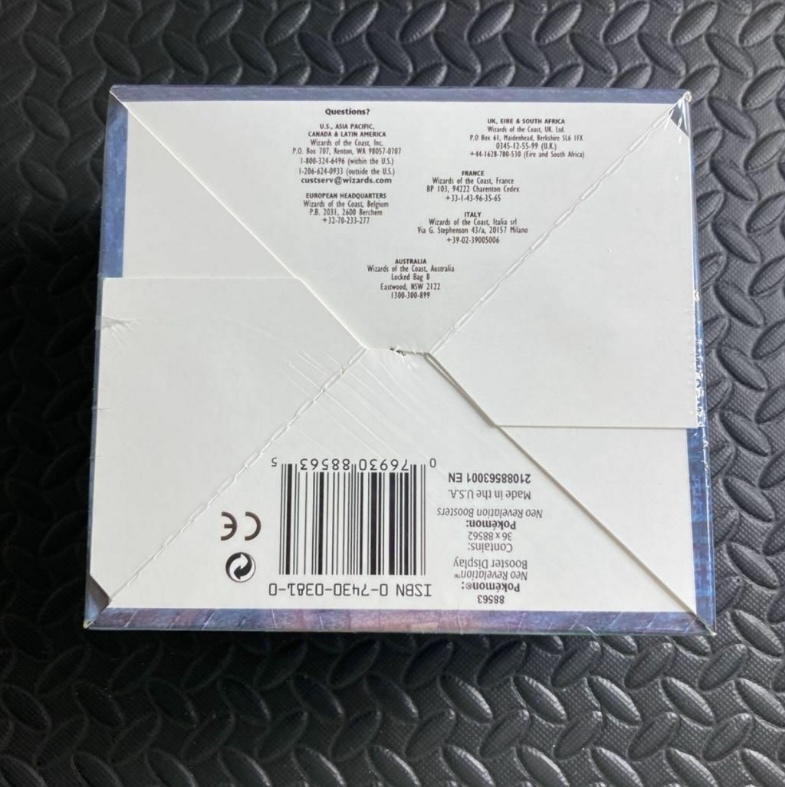 Questions?
U.S., ASIA PACIFIC,
CANADA & LATIN AMERICA
Wizards of the Coast, Inc.
P.O. Box 707, Renton, WA 98057-0707
1-800-324-6496 (within the U.S.)
1-206-624-0933 (outside the U.S.)
custserv@wizards.com
EUROPEAN HEADQUARTERS
Wizards of the Coast, Belgium
P.B. 2031, 2600 Berchem
+32-70-233-277
UK, EIRE & SOUTH AFRICA
Wizards of the Coast, UK. Ltd.
P.O Box 61, Maidenhead, Berkshire SL6 1FX
0345-12-55-99 (U.K.)
+44-1628-780-530 (Eire and South Africa)
FRANCE
Wizards of the Coast, France
BP 103, 94222 Charenton Cedex
+33-1-43-96-35-65
ITALY
Wizards of the Coast, Italia srl
Via G. Stephenson 43/a, 20157 Milano
+39-02-39005006
AUSTRALIA
Wizards of the Coast, Australia
Locked Bag 8
Eastwood, NSW 2122
1300-300-899
88563
Pokémon®:
Neo Revelation™
Booster Display
Contains:
36 x 88562
Pokémon:
Neo Revelation Boosters
Made in the U.S.A.
21088563001 EN
ISBN 0-7430-0381-0
0 76930 88563 5
CE